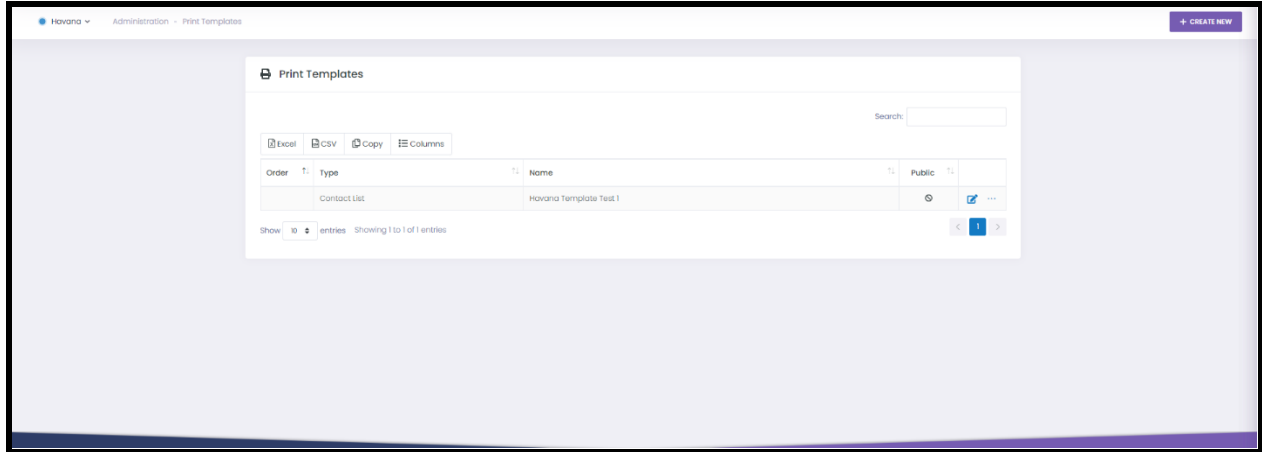 Havana Administration - Print Templates + CREATE NEW
Print Templates
Search:
Excel CSV Copy Columns
Order Type Name Public
Contact List Havana Template Test 1
Show 10 entries Showing 1 to 1 of 1 entries < 1 >